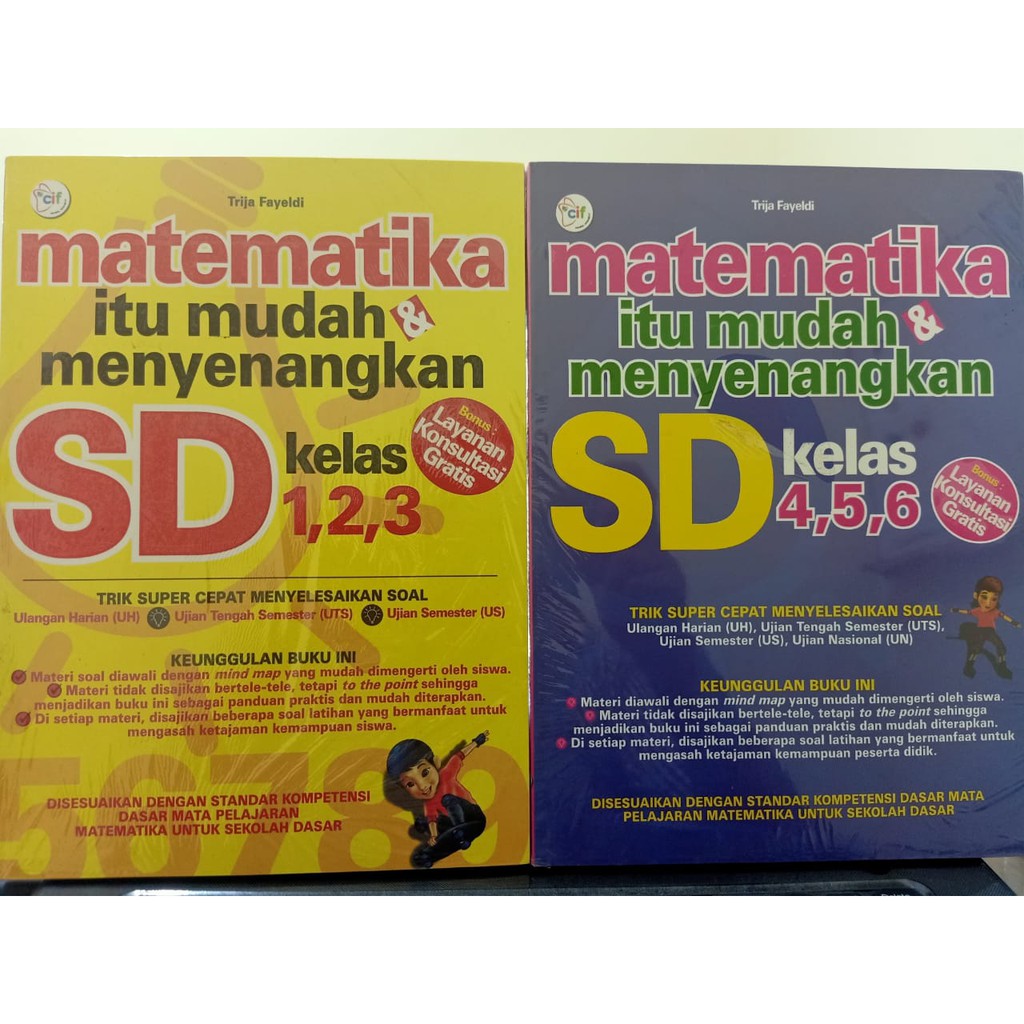 cif
Trija Fayeldi
matematika
itu mudah &
menyenangkan
SD kelas
1,2,3
Bonus :
Layanan
Konsultasi
Gratis
TRIK SUPER CEPAT MENYELESAIKAN SOAL
Ulangan Harian (UH) Ujian Tengah Semester (UTS) Ujian Semester (US)
KEUNGGULAN BUKU INI
Materi soal diawali dengan mind map yang mudah dimengerti oleh siswa.
Materi tidak disajikan bertele-tele, tetapi to the point sehingga
menjadikan buku ini sebagai panduan praktis dan mudah diterapkan.
Di setiap materi, disajikan beberapa soal latihan yang bermanfaat untuk
mengasah ketajaman kemampuan siswa.
56789
DISESUAIKAN DENGAN STANDAR KOMPETENSI
DASAR MATA PELAJARAN
MATEMATIKA UNTUK SEKOLAH DASAR
cif
Trija Fayeldi
matematika
itu mudah &
menyenangkan
SD kelas
4,5,6
Bonus :
Layanan
Konsultasi
Gratis
TRIK SUPER CEPAT MENYELESAIKAN SOAL
Ulangan Harian (UH), Ujian Tengah Semester (UTS),
Ujian Semester (US), Ujian Nasional (UN)
KEUNGGULAN BUKU INI
Materi diawali dengan mind map yang mudah dimengerti oleh siswa.
Materi tidak disajikan bertele-tele, tetapi to the point sehingga
menjadikan buku ini sebagai panduan praktis dan mudah diterapkan.
Di setiap materi, disajikan beberapa soal latihan yang bermanfaat untuk
mengasah ketajaman kemampuan peserta didik.
DISESUAIKAN DENGAN STANDAR KOMPETENSI DASAR MATA
PELAJARAN MATEMATIKA UNTUK SEKOLAH DASAR